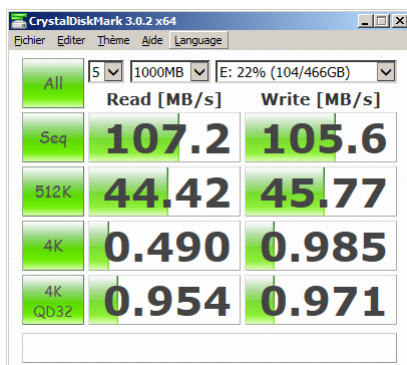 CrystalDiskMark 3.0.2 x64
Fichier Editer Thème Aide Language
All 5 1000MB E: 22% (104/466GB)
Read [MB/s] Write [MB/s]
Seq 107.2 105.6
512K 44.42 45.77
4K 0.490 0.985
4K
QD32 0.954 0.971